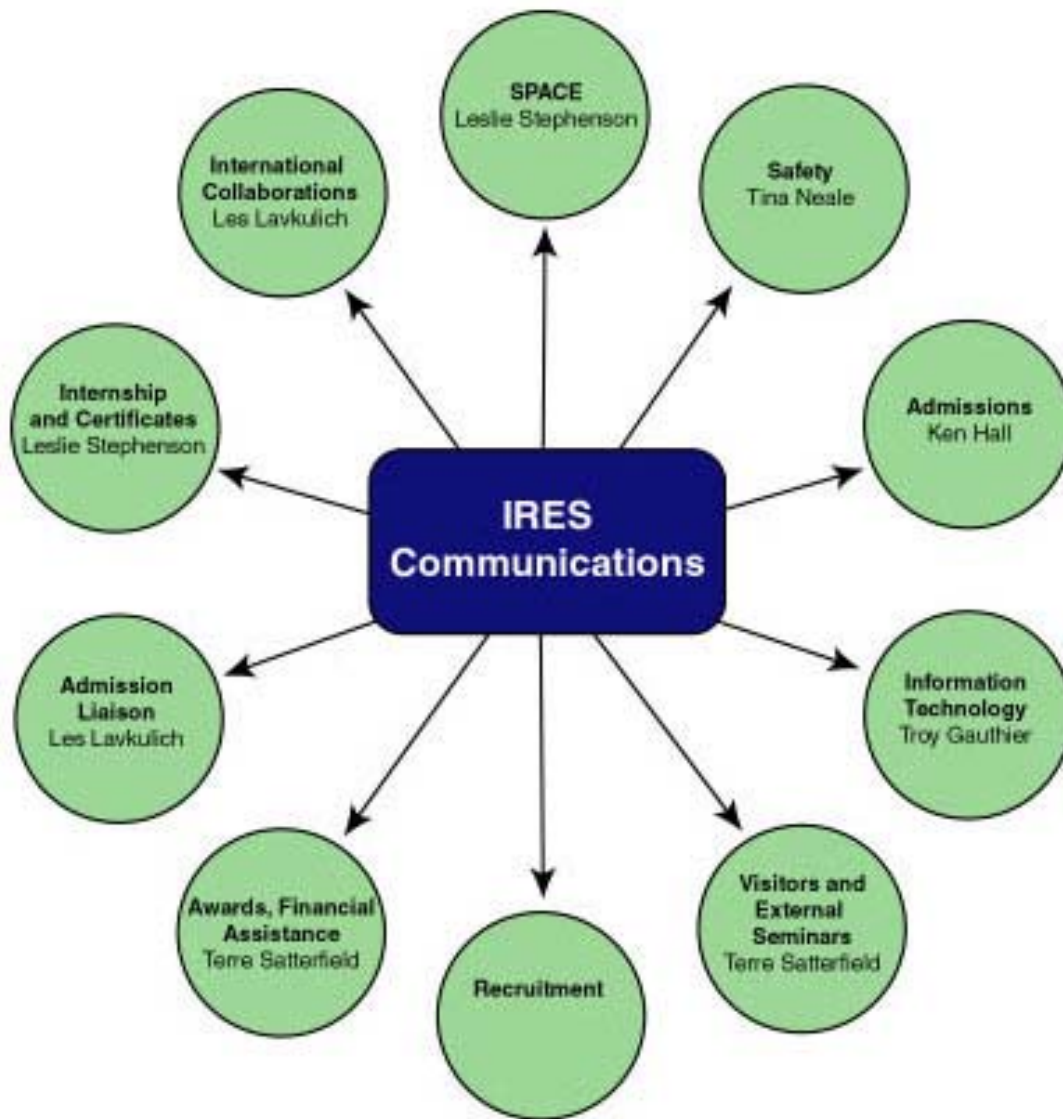 SPACE
Leslie Stephenson
Safety
Tina Neale
Admissions
Ken Hall
Information
Technology
Troy Gauthier
Visitors and
External
Seminars
Terre Satterfield
Recruitment
Awards, Financial
Assistance
Terre Satterfield
Admission
Liaison
Les Lavkulich
Internship
and Certificates
Leslie Stephenson
International
Collaborations
Les Lavkulich
IRES
Communications